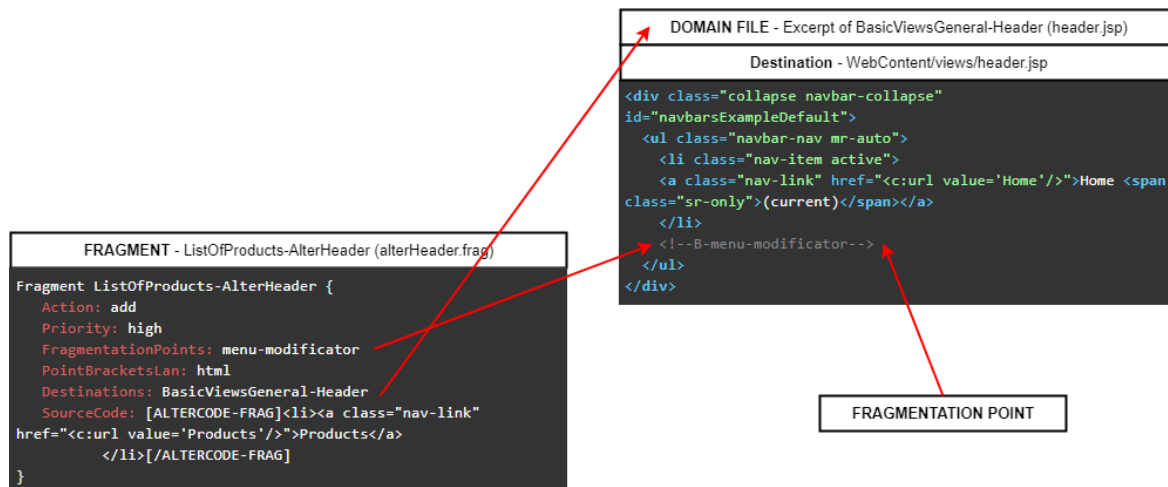 DOMAIN FILE - Excerpt of BasicViewsGeneral-Header (header.jsp)
Destination - WebContent/views/header.jsp
<div class="collapse navbar-collapse"
id="navbarsExampleDefault">
<ul class="navbar-nav mr-auto">
<li class="nav-item active">
<a class="nav-link" href="<c:url value='Home'/>">Home <span
class="sr-only">(current)</span></a>
</li>
<!--B-menu-modificator-->
</ul>
</div>
FRAGMENT - ListOfProducts-AlterHeader (alterHeader.frag)
Fragment ListOfProducts-AlterHeader {
Action: add
Priority: high
FragmentationPoints: menu-modificator
PointBracketsLan: html
Destinations: BasicViewsGeneral-Header
SourceCode: [ALTERCODE-FRAG]<li><a class="nav-link"
href="<c:url value='Products'/>">Products</a>
</li>[/ALTERCODE-FRAG]
}
FRAGMENTATION POINT